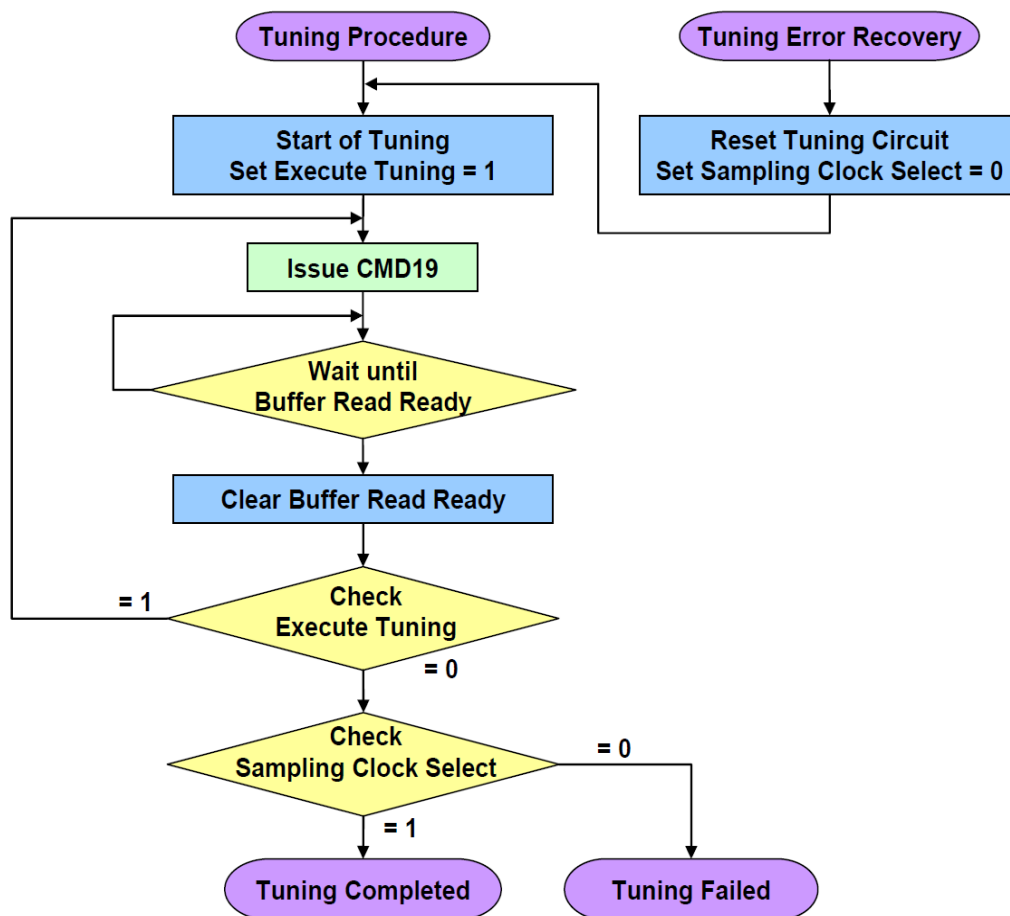 Tuning Procedure
Tuning Error Recovery
Start of Tuning
Set Execute Tuning = 1
Reset Tuning Circuit
Set Sampling Clock Select = 0
Issue CMD19
Wait until
Buffer Read Ready
Clear Buffer Read Ready
= 1
Check
Execute Tuning
= 0
Check
Sampling Clock Select
= 0
= 1
Tuning Completed
Tuning Failed